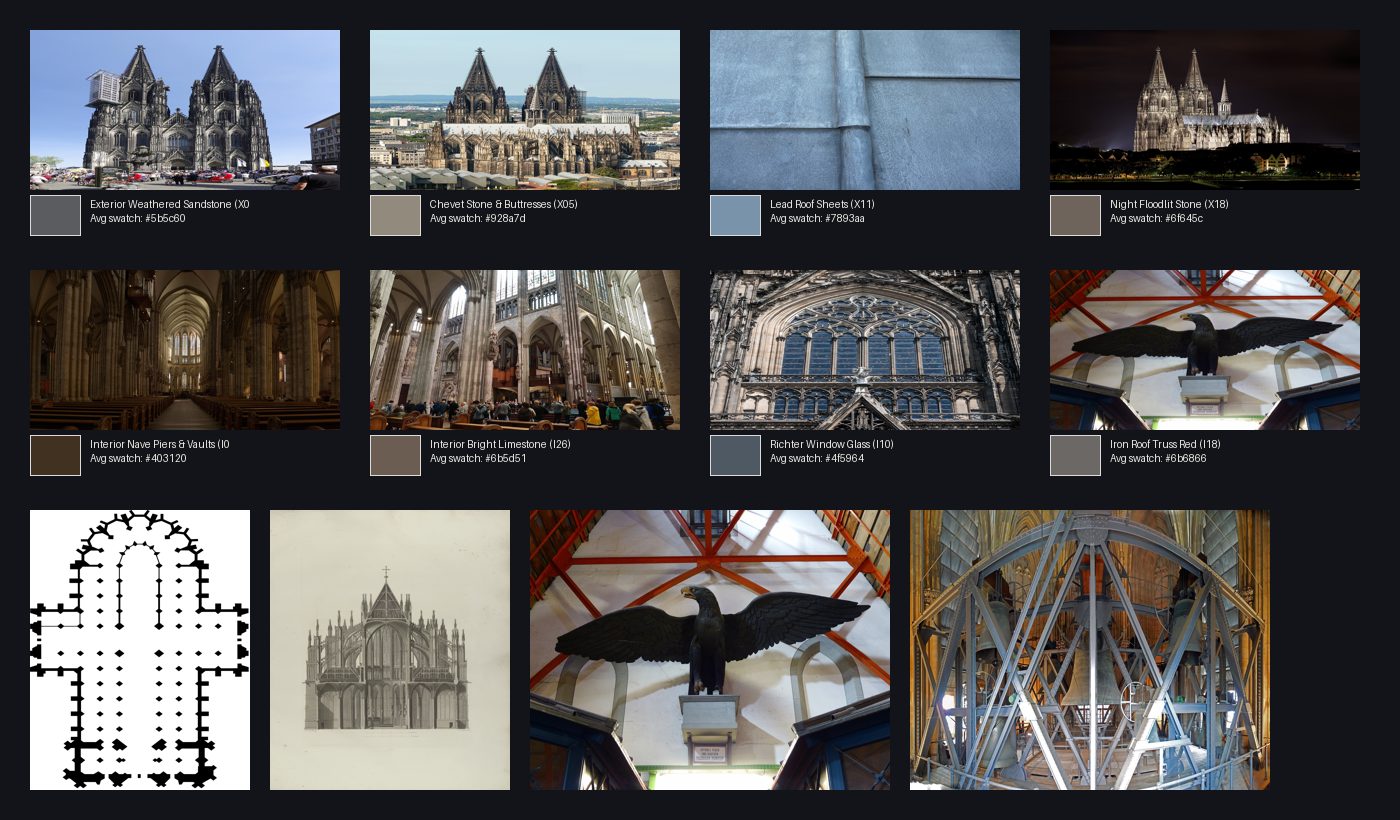 Exterior Weathered Sandstone (X0
Avg swatch: #5b5c60
Chevet Stone & Buttresses (X05)
Avg swatch: #928a7d
Lead Roof Sheets (X11)
Avg swatch: #7893aa
Night Floodlit Stone (X18)
Avg swatch: #6f645c
Interior Nave Piers & Vaults (I0
Avg swatch: #403120
Interior Bright Limestone (I26)
Avg swatch: #6b5d51
Richter Window Glass (I10)
Avg swatch: #4f5964
Iron Roof Truss Red (I18)
Avg swatch: #6b6866